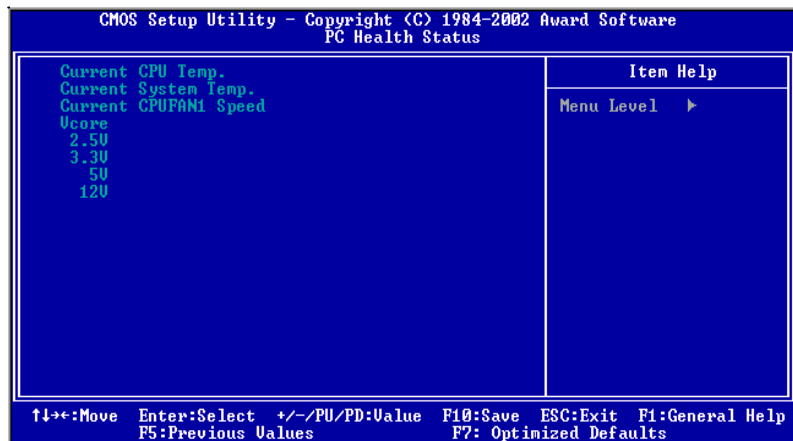 CMOS Setup Utility - Copyright (C) 1984-2002 Award Software
PC Health Status
Current CPU Temp.
Current System Temp.
Current CPUFAN1 Speed
Vcore
2.5V
3.3V
5V
12V
Item Help
Menu Level ▶
↑↓→←:Move Enter:Select +/-/PU/PD:Value F10:Save ESC:Exit F1:General Help
F5:Previous Values F7: Optimized Defaults